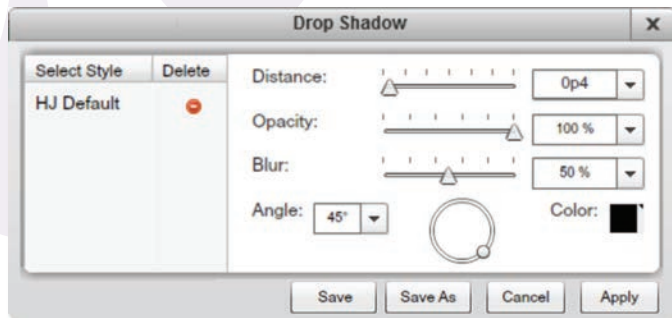 Drop Shadow x
Select Style Delete
HJ Default
Distance: 0p4
Opacity: 100 %
Blur: 50 %
Angle: 45° Color:
Save Save As Cancel Apply